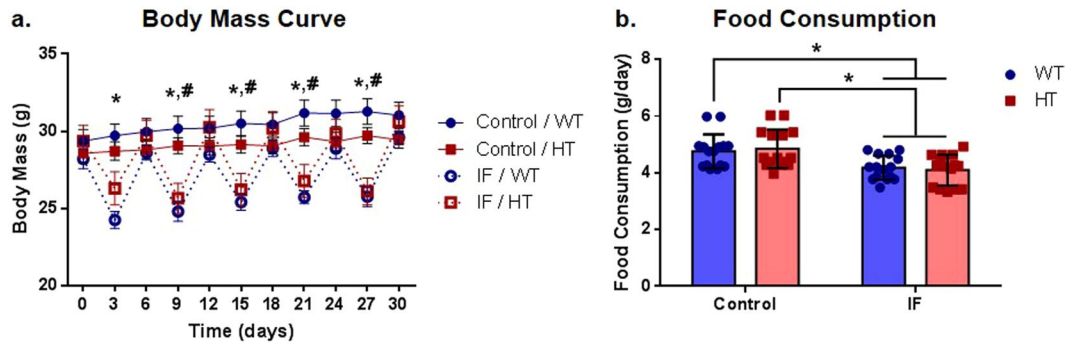 a. Body Mass Curve
Body Mass (g)
35
30
25
20
*
*,#
*,#
*,#
*,#
0 3 6 9 12 15 18 21 24 27 30
Time (days)
Control / WT
Control / HT
IF / WT
IF / HT
b. Food Consumption
Food Consumption (g/day)
8
6
4
2
0
*
*
Control IF
WT
HT